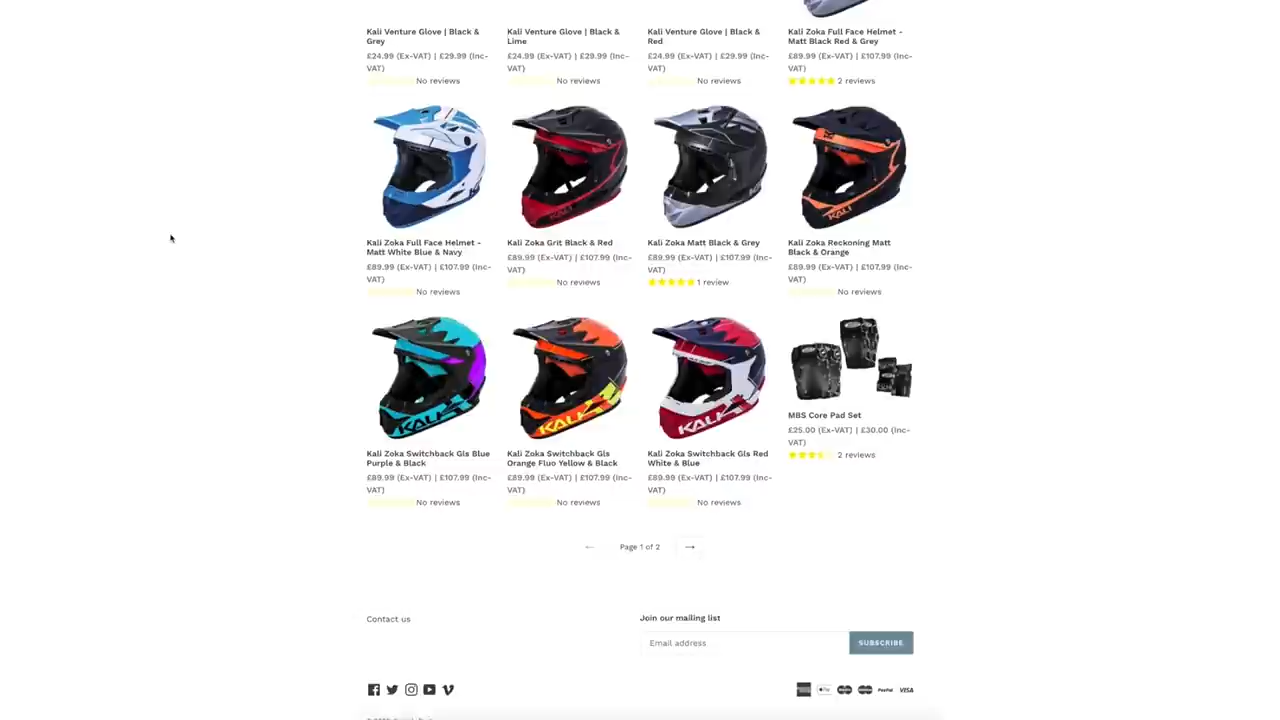 Kali Venture Glove | Black &
Grey
£24.99 (Ex-VAT) | £29.99 (Inc-
VAT)
No reviews
Kali Venture Glove | Black &
Lime
£24.99 (Ex-VAT) | £29.99 (Inc-
VAT)
No reviews
Kali Venture Glove | Black &
Red
£24.99 (Ex-VAT) | £29.99 (Inc-
VAT)
No reviews
Kali Zoka Full Face Helmet -
Matt Black Red & Grey
£89.99 (Ex-VAT) | £107.99 (Inc-
VAT)
2 reviews
KALI
KALI
Kali Zoka Full Face Helmet -
Matt White Blue & Navy
£89.99 (Ex-VAT) | £107.99 (Inc-
VAT)
No reviews
Kali Zoka Grit Black & Red
£89.99 (Ex-VAT) | £107.99 (Inc-
VAT)
No reviews
Kali Zoka Matt Black & Grey
£89.99 (Ex-VAT) | £107.99 (Inc-
VAT)
1 review
Kali Zoka Reckoning Matt
Black & Orange
£89.99 (Ex-VAT) | £107.99 (Inc-
VAT)
No reviews
KALI
KALI
KALI
Kali Zoka Switchback Gls Blue
Purple & Black
£89.99 (Ex-VAT) | £107.99 (Inc-
VAT)
No reviews
Kali Zoka Switchback Gls
Orange Fluo Yellow & Black
£89.99 (Ex-VAT) | £107.99 (Inc-
VAT)
No reviews
Kali Zoka Switchback Gls Red
White & Blue
£89.99 (Ex-VAT) | £107.99 (Inc-
VAT)
No reviews
MBS Core Pad Set
£25.00 (Ex-VAT) | £30.00 (Inc-
VAT)
2 reviews
← Page 1 of 2 →
Contact us
Join our mailing list
Email address
SUBSCRIBE
PayPal
VISA